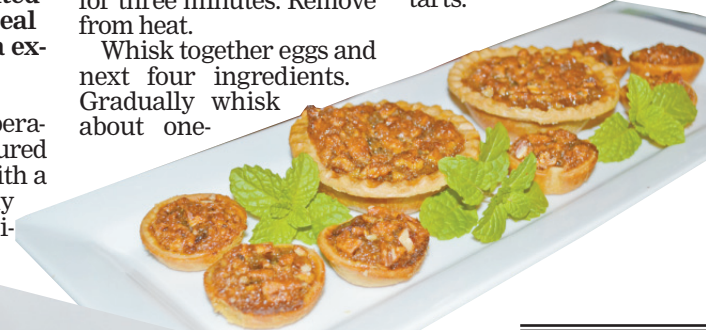 eal
ex-
pera-
ured
ith a
y
i-
for three minutes. Remove
from heat.
Whisk together eggs and
next four ingredients.
Gradually whisk
about one-
tarts.